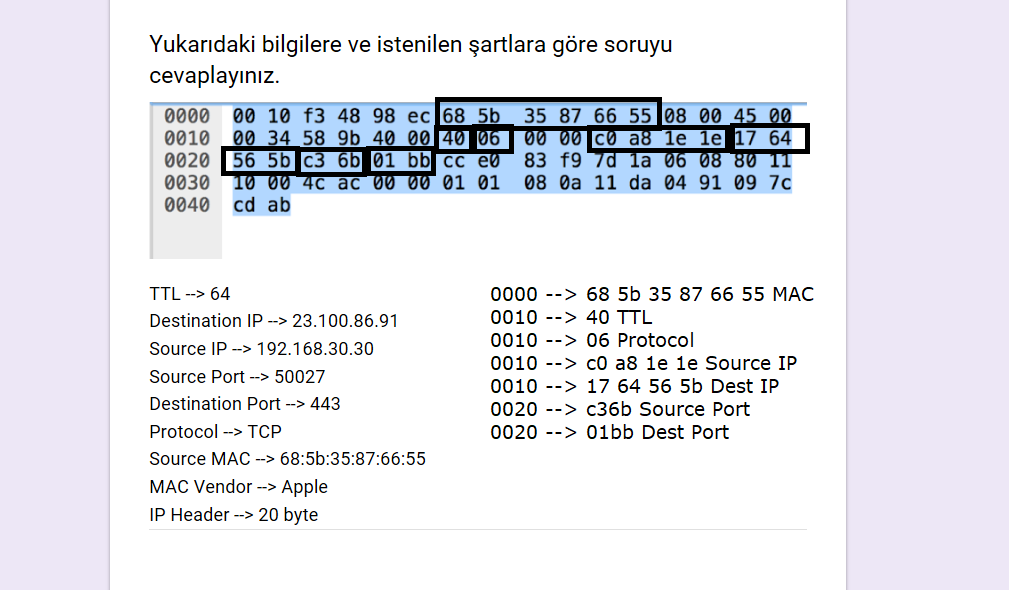 Yukarıdaki bilgilere ve istenilen şartlara göre soruyu
cevaplayınız.
0000 00 10 f3 48 98 ec 68 5b 35 87 66 55 08 00 45 00
0010 00 34 58 9b 40 00 40 06 00 00 c0 a8 1e 1e 17 64
0020 56 5b c3 6b 01 bb cc e0 83 f9 7d 1a 06 08 80 11
0030 10 00 4c ac 00 00 01 01 08 0a 11 da 04 91 09 7c
0040 cd ab
TTL --> 64
Destination IP --> 23.100.86.91
Source IP --> 192.168.30.30
Source Port --> 50027
Destination Port --> 443
Protocol --> TCP
Source MAC --> 68:5b:35:87:66:55
MAC Vendor --> Apple
IP Header --> 20 byte
0000 --> 68 5b 35 87 66 55 MAC
0010 --> 40 TTL
0010 --> 06 Protocol
0010 --> c0 a8 1e 1e Source IP
0010 --> 17 64 56 5b Dest IP
0020 --> c36b Source Port
0020 --> 01bb Dest Port